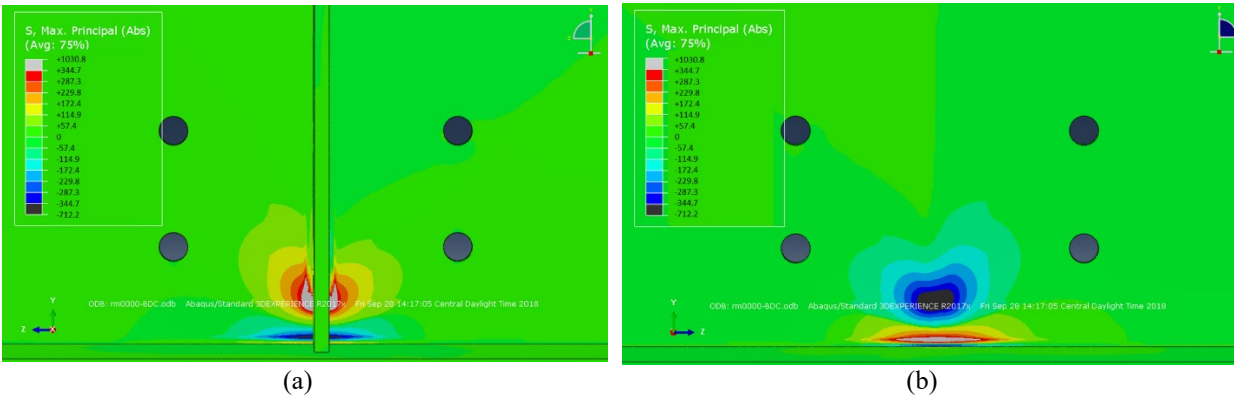 S, Max. Principal (Abs)
(Avg: 75%)
+1030.8
+344.7
+287.3
+229.8
+172.4
+114.9
+57.4
0
-57.4
-114.9
-172.4
-229.8
-287.3
-344.7
-712.2
Y
Z
Y
Z
X
ODB: rm0000-BDC.odb Abaqus/Standard 3DEXPERIENCE R2017x Fri Sep 28 14:17:05 Central Daylight Time 2018
(a)
S, Max. Principal (Abs)
(Avg: 75%)
+1030.8
+344.7
+287.3
+229.8
+172.4
+114.9
+57.4
0
-57.4
-114.9
-172.4
-229.8
-287.3
-344.7
-712.2
Y
Y
Z
ODB: rm0000-BDC.odb Abaqus/Standard 3DEXPERIENCE R2017x Fri Sep 28 14:17:05 Central Daylight Time 2018
(b)